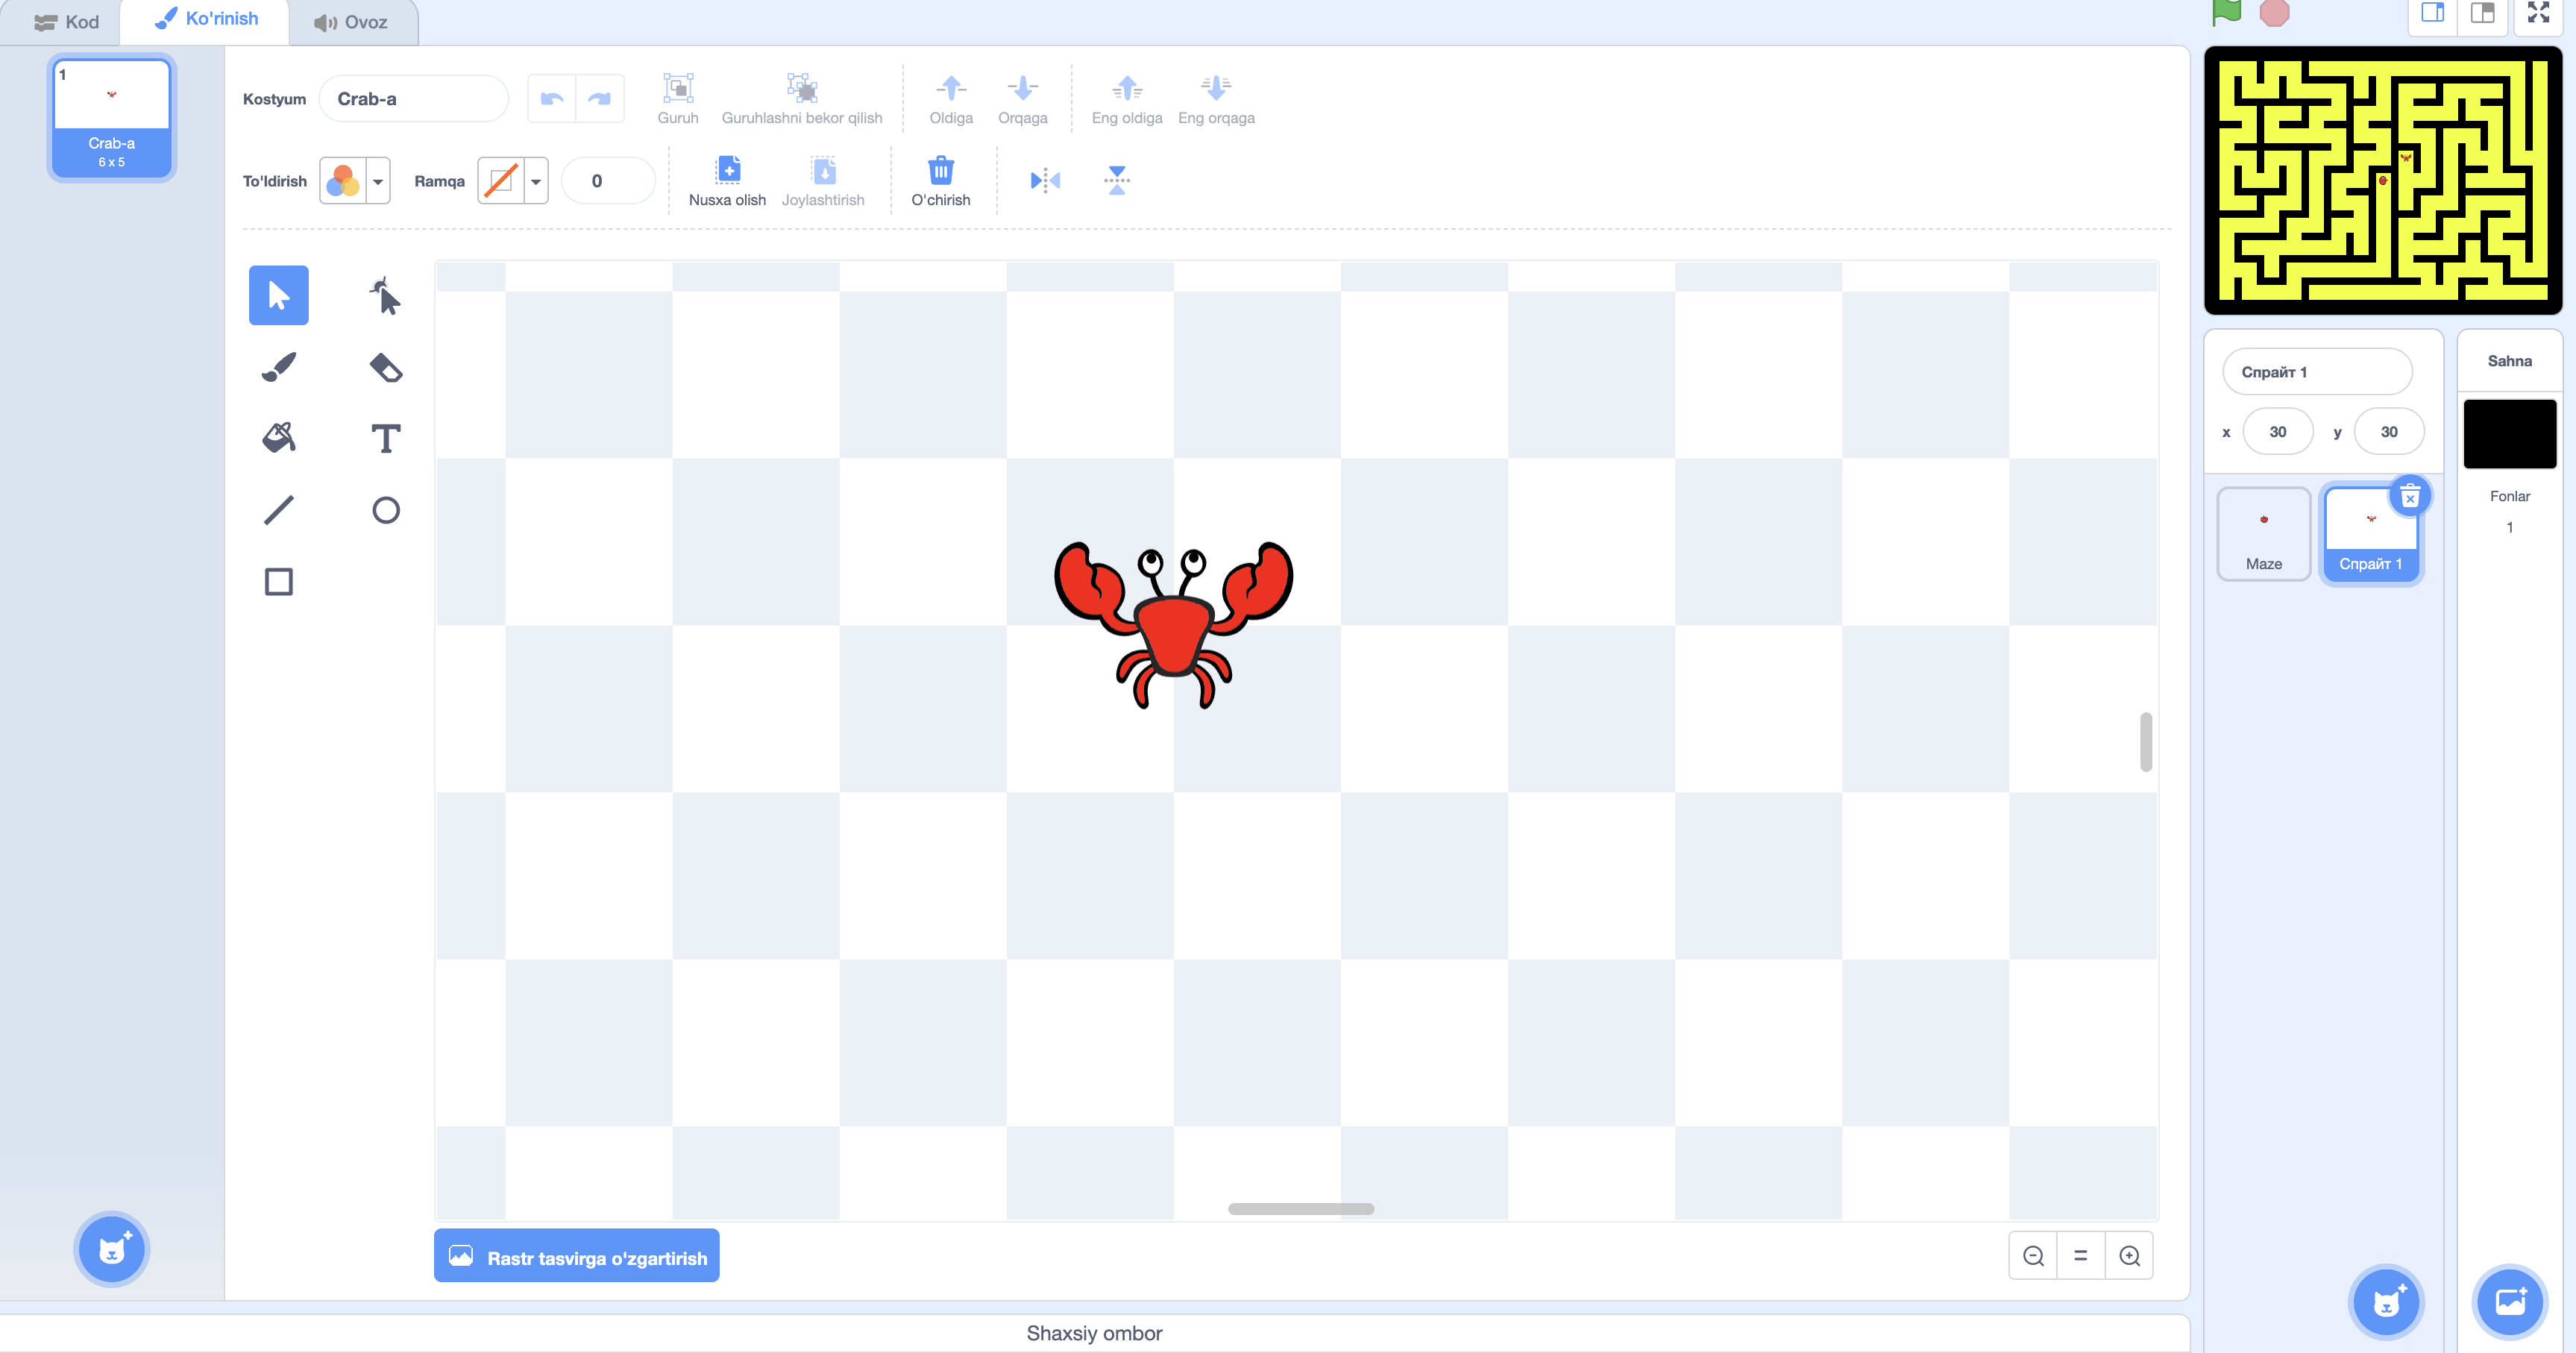 Kod
Ko'rinish
Ovoz
1
Crab-a
6 x 5
Kostyum
Crab-a
Guruh
Guruhlashni bekor qilish
Oldiga
Orqaga
Eng oldiga
Eng orqaga
To'ldirish
Ramqa
0
Nusxa olish
Joylashtirish
O'chirish
Rastr tasvirga o'zgartirish
Shaxsiy ombor
Спрайт 1
x 30 y 30
Maze
Спрайт 1
Sahna
Fonlar
1